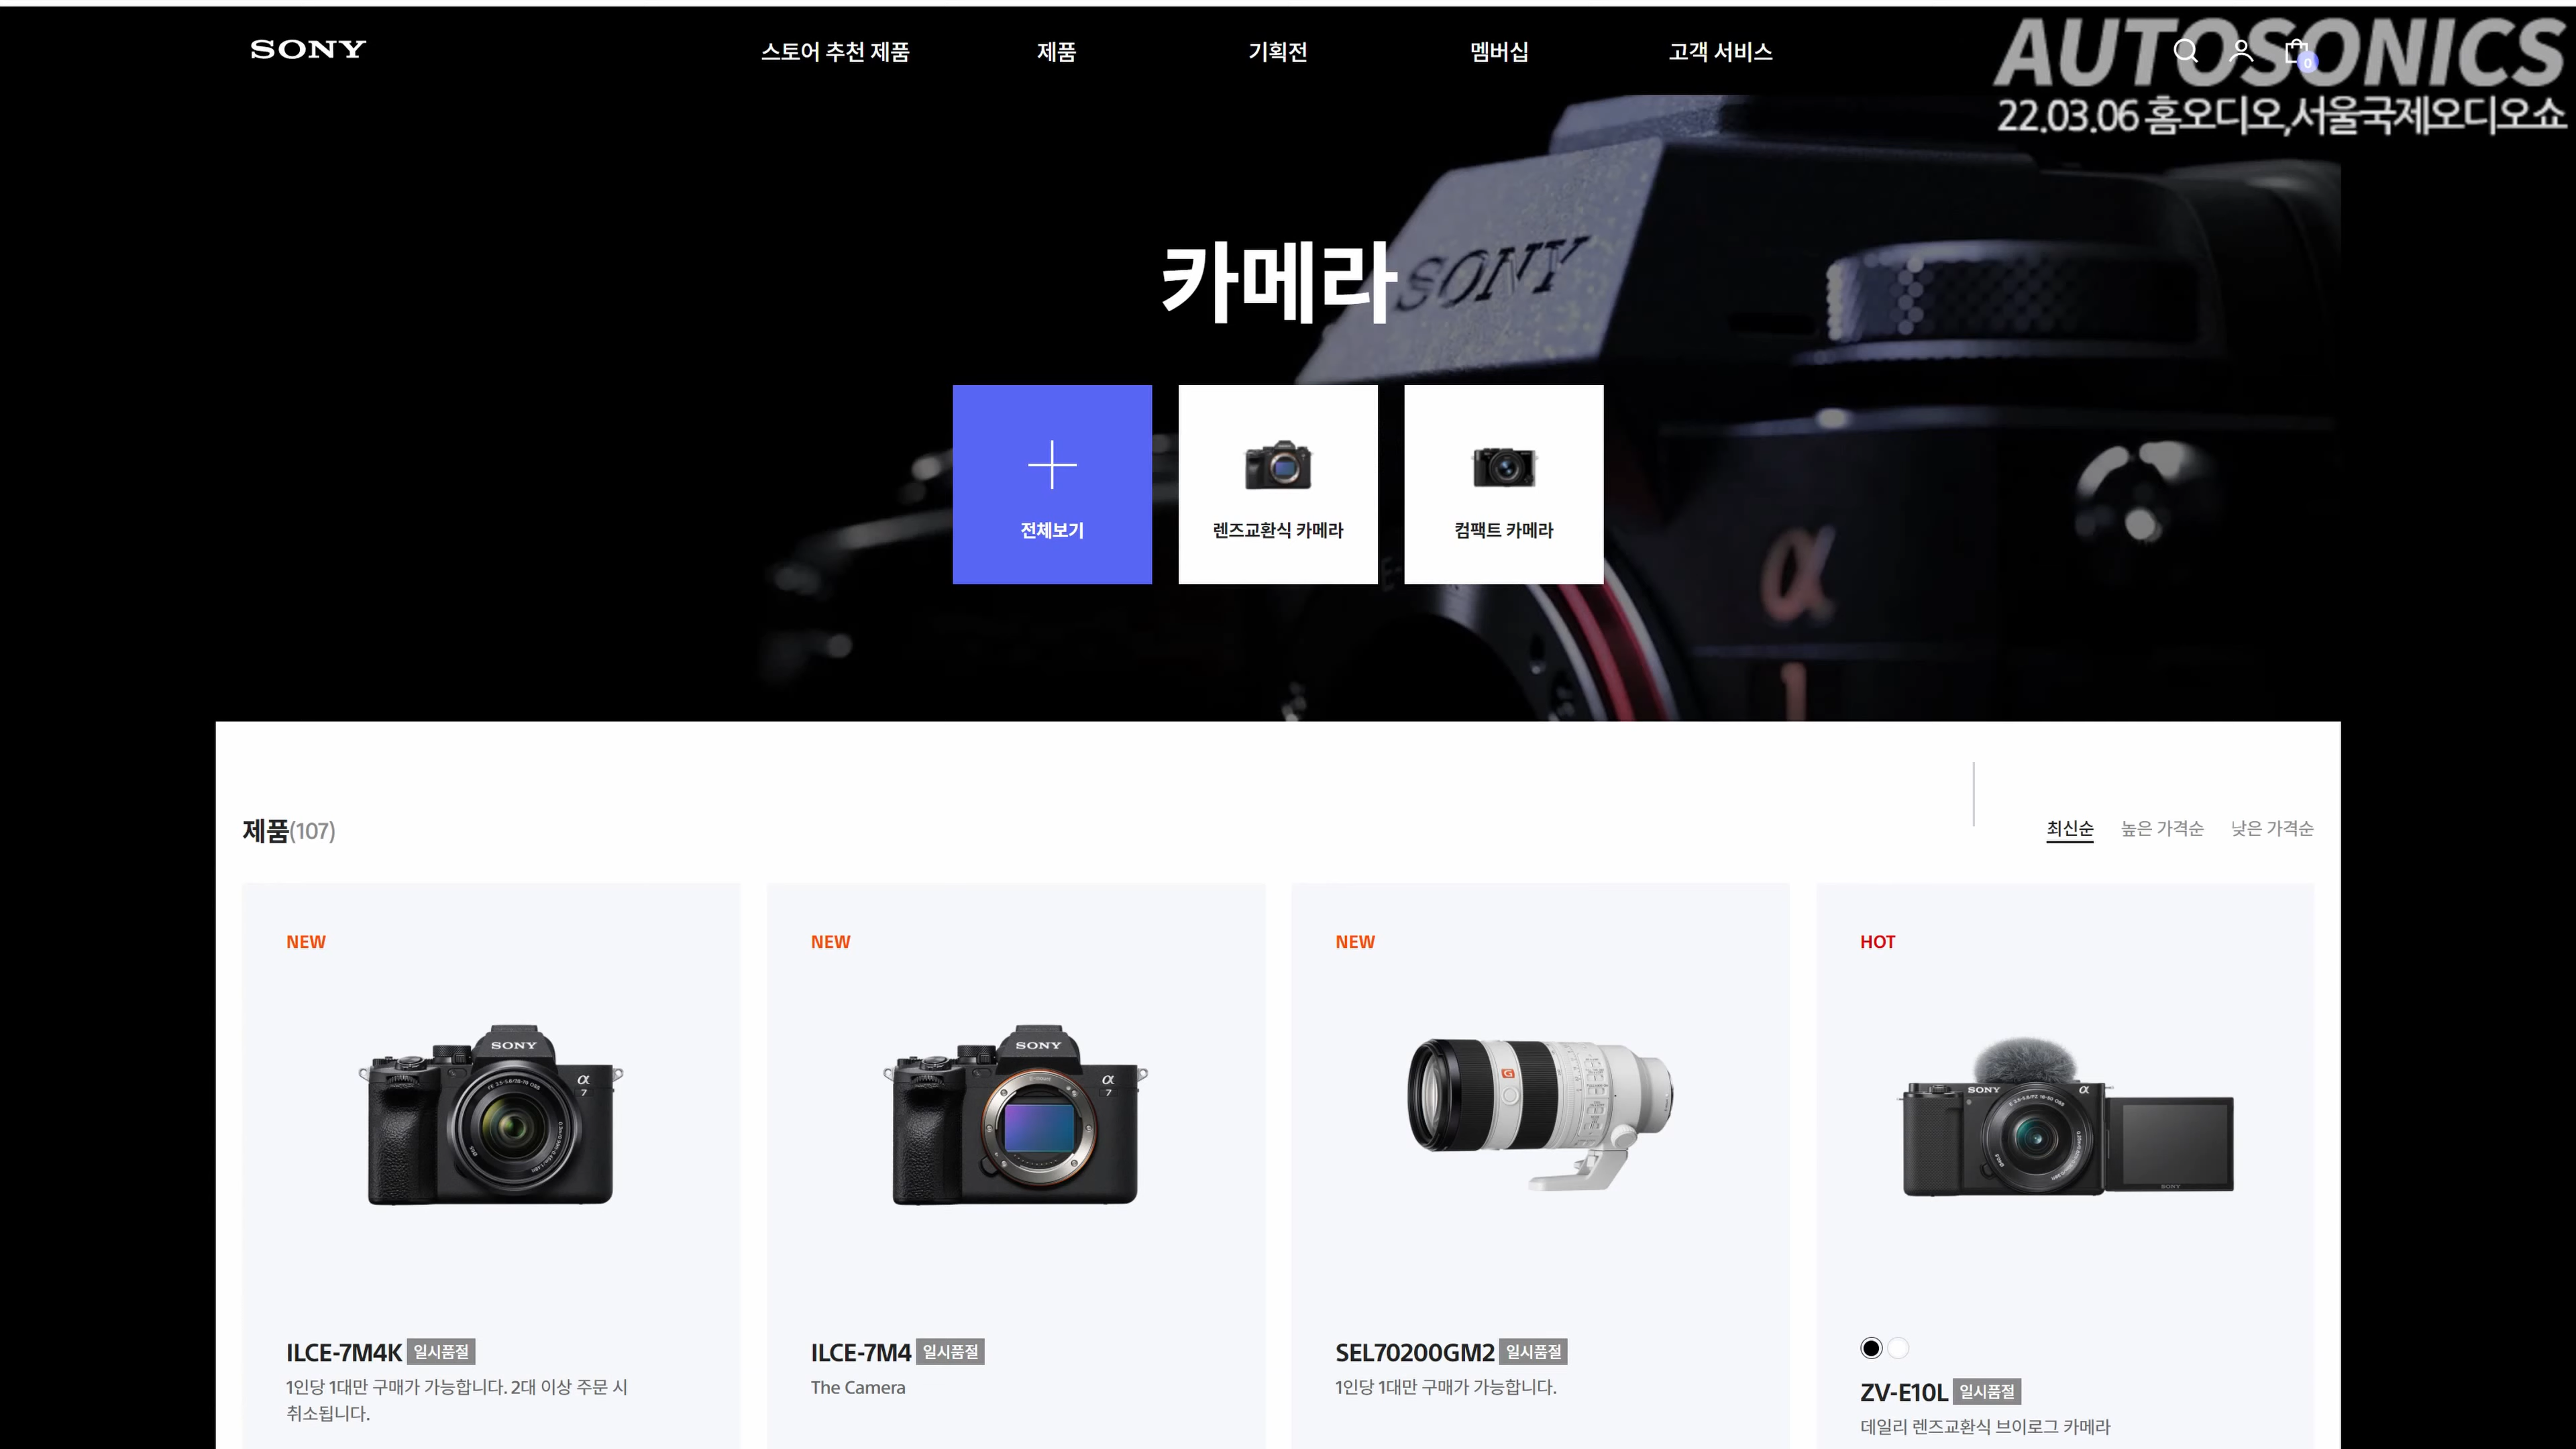 SONY
스토어 추천 제품
제품
기획전
멤버십
고객 서비스
0
AUTOSONICS
22.03.06 홈오디오,서울국제오디오쇼
SONY
카메라
전체보기
렌즈교환식 카메라
컴팩트 카메라
α
1
제품(107)
최신순
높은 가격순
낮은 가격순
NEW
NEW
NEW
HOT
SONY
α
7
SONY
α
7
G
SONY
α
SONY
ILCE-7M4K 일시품절
1인당 1대만 구매가 가능합니다. 2대 이상 주문 시
취소됩니다.
ILCE-7M4 일시품절
The Camera
SEL70200GM2 일시품절
1인당 1대만 구매가 가능합니다.
ZV-E10L 일시품절
데일리 렌즈교환식 브이로그 카메라